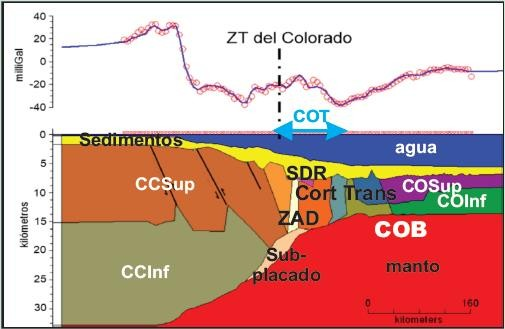 40
20
0
-20
-40
milliGal
ZT del Colorado
COT
0
5
10
15
20
25
30
kilómetros
Sedimentos
agua
CCSup
SDR
Cort Trans
COSup
COInf
ZAD
COB
CCInf
Sub-
placado
manto
0 160
kilometers